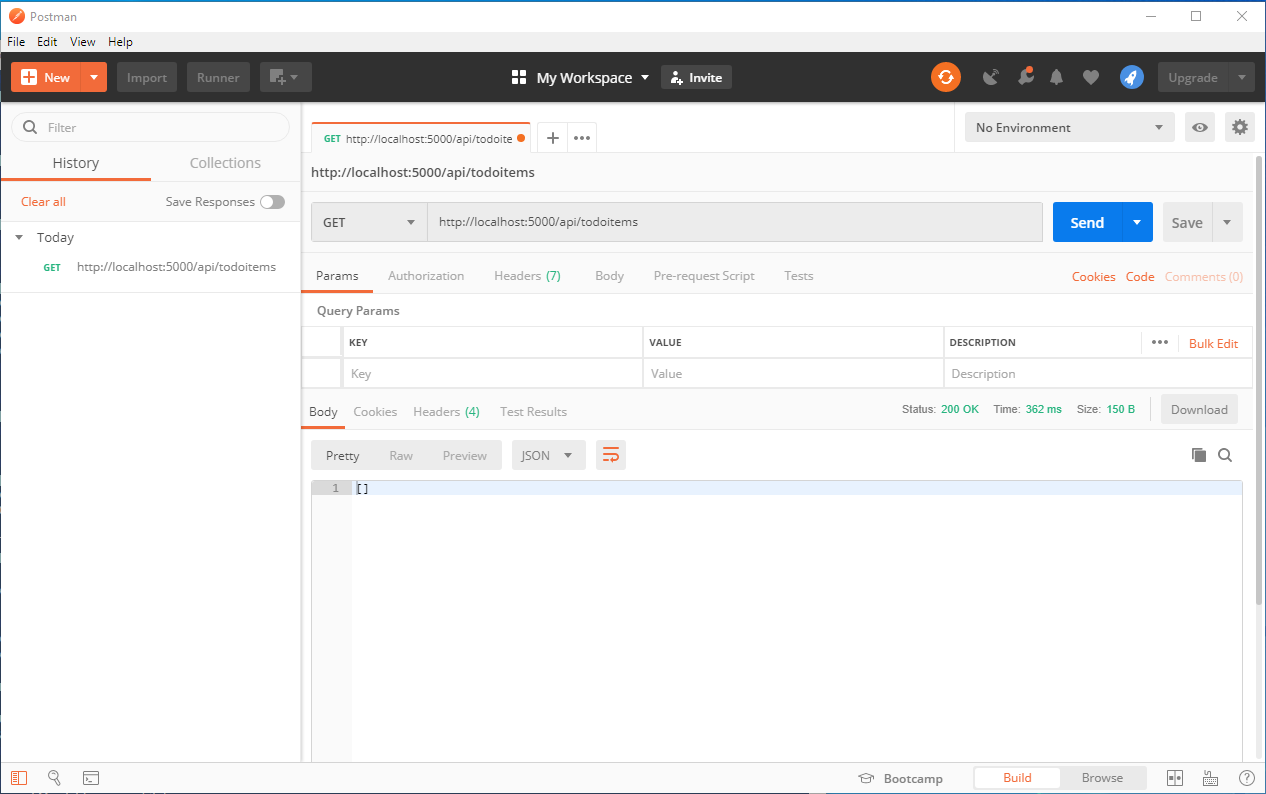 Postman
File Edit View Help
New Import Runner My Workspace Invite Upgrade
Filter
History Collections
Clear all Save Responses
Today
GET http://localhost:5000/api/todoitems
GET http://localhost:5000/api/todoite
No Environment
http://localhost:5000/api/todoitems
GET http://localhost:5000/api/todoitems Send Save
Params Authorization Headers (7) Body Pre-request Script Tests Cookies Code Comments (0)
Query Params
KEY VALUE DESCRIPTION Bulk Edit
Key Value Description
Body Cookies Headers (4) Test Results Status: 200 OK Time: 362 ms Size: 150 B Download
Pretty Raw Preview JSON
1 []
Bootcamp Build Browse